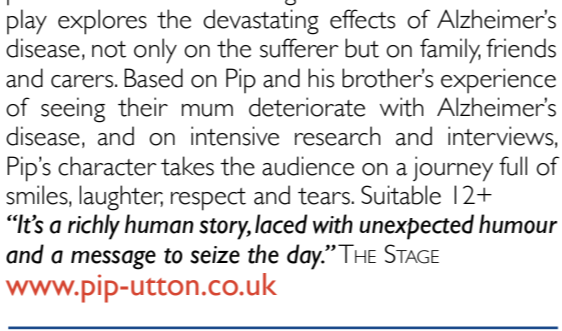 play explores the devastating effects of Alzheimer's
disease, not only on the sufferer but on family, friends
and carers. Based on Pip and his brother's experience
of seeing their mum deteriorate with Alzheimer's
disease, and on intensive research and interviews,
Pip's character takes the audience on a journey full of
smiles, laughter, respect and tears. Suitable 12+
“It's a richly human story, laced with unexpected humour
and a message to seize the day.” THE STAGE
www.pip-utton.co.uk